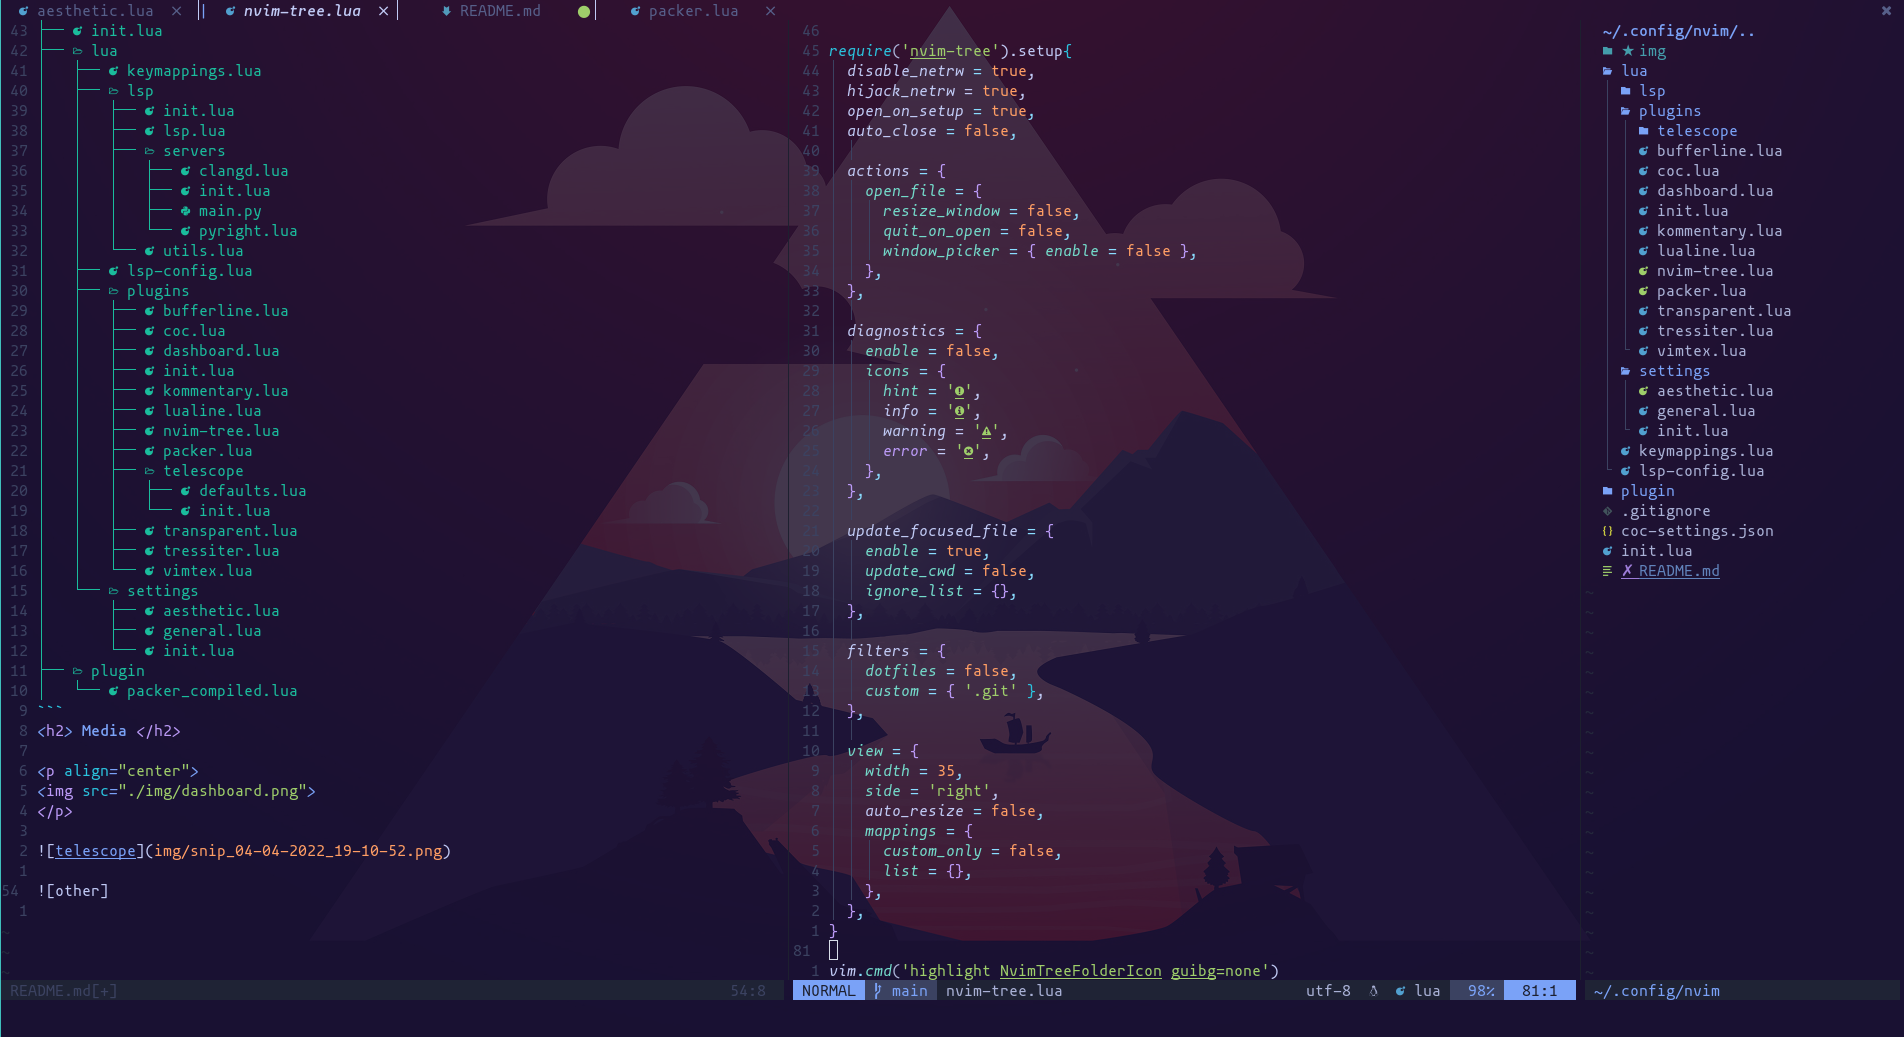 aesthetic.lua ✕ nvim-tree.lua ✕ README.md ● packer.lua ✕ ✖
43 ├── init.lua
42 ├── lua
41 │   ├── keymappings.lua
40 │   ├── lsp
39 │   │   ├── init.lua
38 │   │   ├── lsp.lua
37 │   │   ├── servers
36 │   │   │   ├── clangd.lua
35 │   │   │   ├── init.lua
34 │   │   │   ├── main.py
33 │   │   │   └── pyright.lua
32 │   │   └── utils.lua
31 │   ├── lsp-config.lua
30 │   ├── plugins
29 │   │   ├── bufferline.lua
28 │   │   ├── coc.lua
27 │   │   ├── dashboard.lua
26 │   │   ├── init.lua
25 │   │   ├── kommentary.lua
24 │   │   ├── lualine.lua
23 │   │   ├── nvim-tree.lua
22 │   │   ├── packer.lua
21 │   │   ├── telescope
20 │   │   │   ├── defaults.lua
19 │   │   │   └── init.lua
18 │   │   ├── transparent.lua
17 │   │   ├── tressiter.lua
16 │   │   └── vimtex.lua
15 │   └── settings
14 │       ├── aesthetic.lua
13 │       ├── general.lua
12 │       └── init.lua
11 ├── plugin
10 │   └── packer_compiled.lua
9 ```
8 <h2> Media </h2>
7
6 <p align="center">
5 <img src="./img/dashboard.png">
4 </p>
3
2 ![telescope](img/snip_04-04-2022_19-10-52.png)
1
54 ![other]
1
~
~
~
README.md[+] 54:8
46
45 require('nvim-tree').setup{
44   disable_netrw = true,
43   hijack_netrw = true,
42   open_on_setup = true,
41   auto_close = false,
40
39   actions = {
38     open_file = {
37       resize_window = false,
36       quit_on_open = false,
35       window_picker = { enable = false },
34     },
33   },
32
31   diagnostics = {
30     enable = false,
29     icons = {
28       hint = '',
27       info = '',
26       warning = '',
25       error = '',
24     },
23   },
22
21   update_focused_file = {
20     enable = true,
19     update_cwd = false,
18     ignore_list = {},
17   },
16
15   filters = {
14     dotfiles = false,
13     custom = { '.git' },
12   },
11
10   view = {
9     width = 35,
8     side = 'right',
7     auto_resize = false,
6     mappings = {
5       custom_only = false,
4       list = {},
3     },
2   },
1 }
81
1 vim.cmd('highlight NvimTreeFolderIcon guibg=none')
NORMAL main nvim-tree.lua utf-8 lua 98% 81:1
~/.config/nvim/..
★ img
lua
lsp
plugins
telescope
bufferline.lua
coc.lua
dashboard.lua
init.lua
kommentary.lua
lualine.lua
nvim-tree.lua
packer.lua
transparent.lua
tressiter.lua
vimtex.lua
settings
aesthetic.lua
general.lua
init.lua
keymappings.lua
lsp-config.lua
plugin
.gitignore
{} coc-settings.json
init.lua
✗ README.md
~/.config/nvim